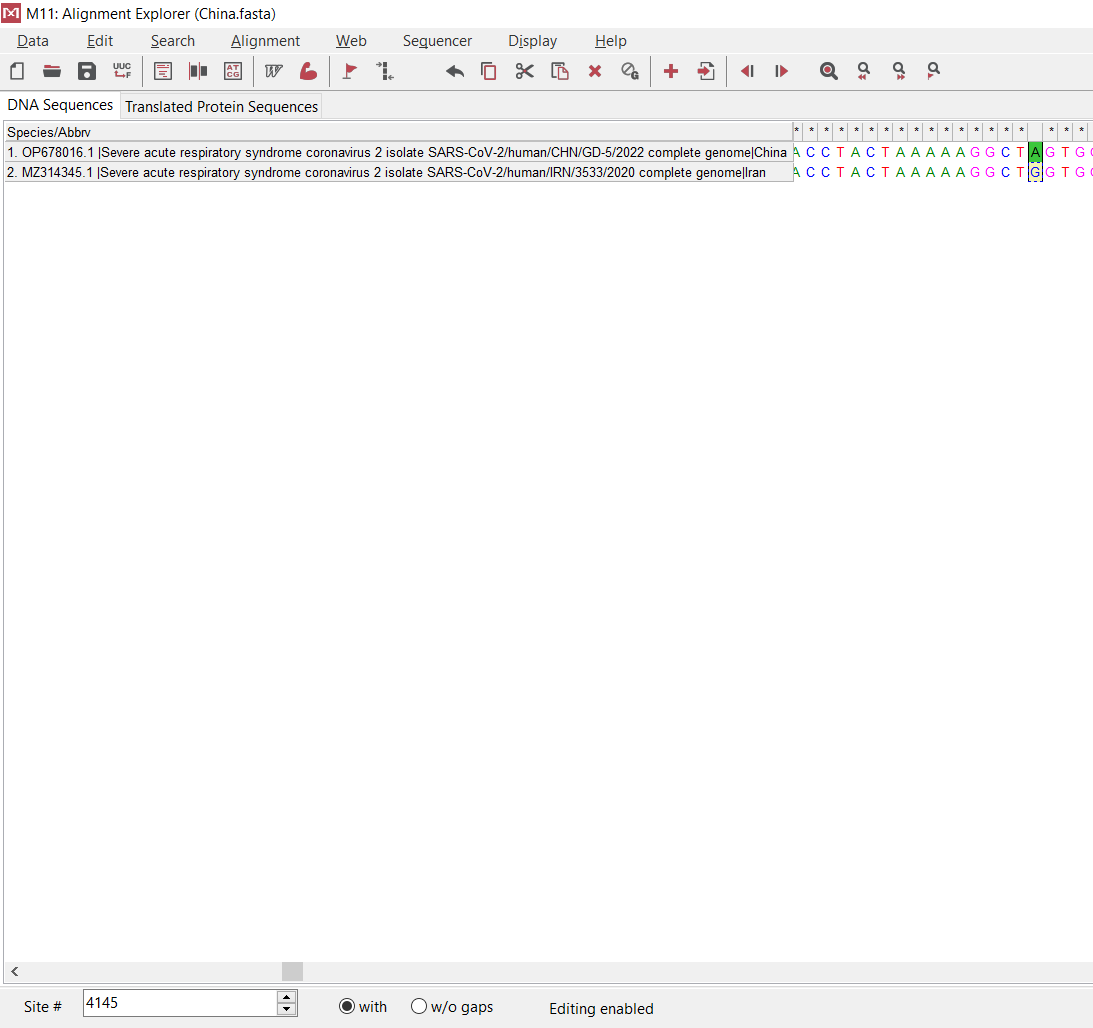 M11: Alignment Explorer (China.fasta)
Data Edit Search Alignment Web Sequencer Display Help
UUC F AT CG W G
DNA Sequences Translated Protein Sequences
Species/Abbrv * * * * * * * * * * * * * * * * * * *
1. OP678016.1 |Severe acute respiratory syndrome coronavirus 2 isolate SARS-CoV-2/human/CHN/GD-5/2022 complete genome|China A C C T A C T A A A A A G G C T A G T G
2. MZ314345.1 |Severe acute respiratory syndrome coronavirus 2 isolate SARS-CoV-2/human/IRN/3533/2020 complete genome|Iran A C C T A C T A A A A A G G C T G G T G
Site # 4145 with w/o gaps Editing enabled